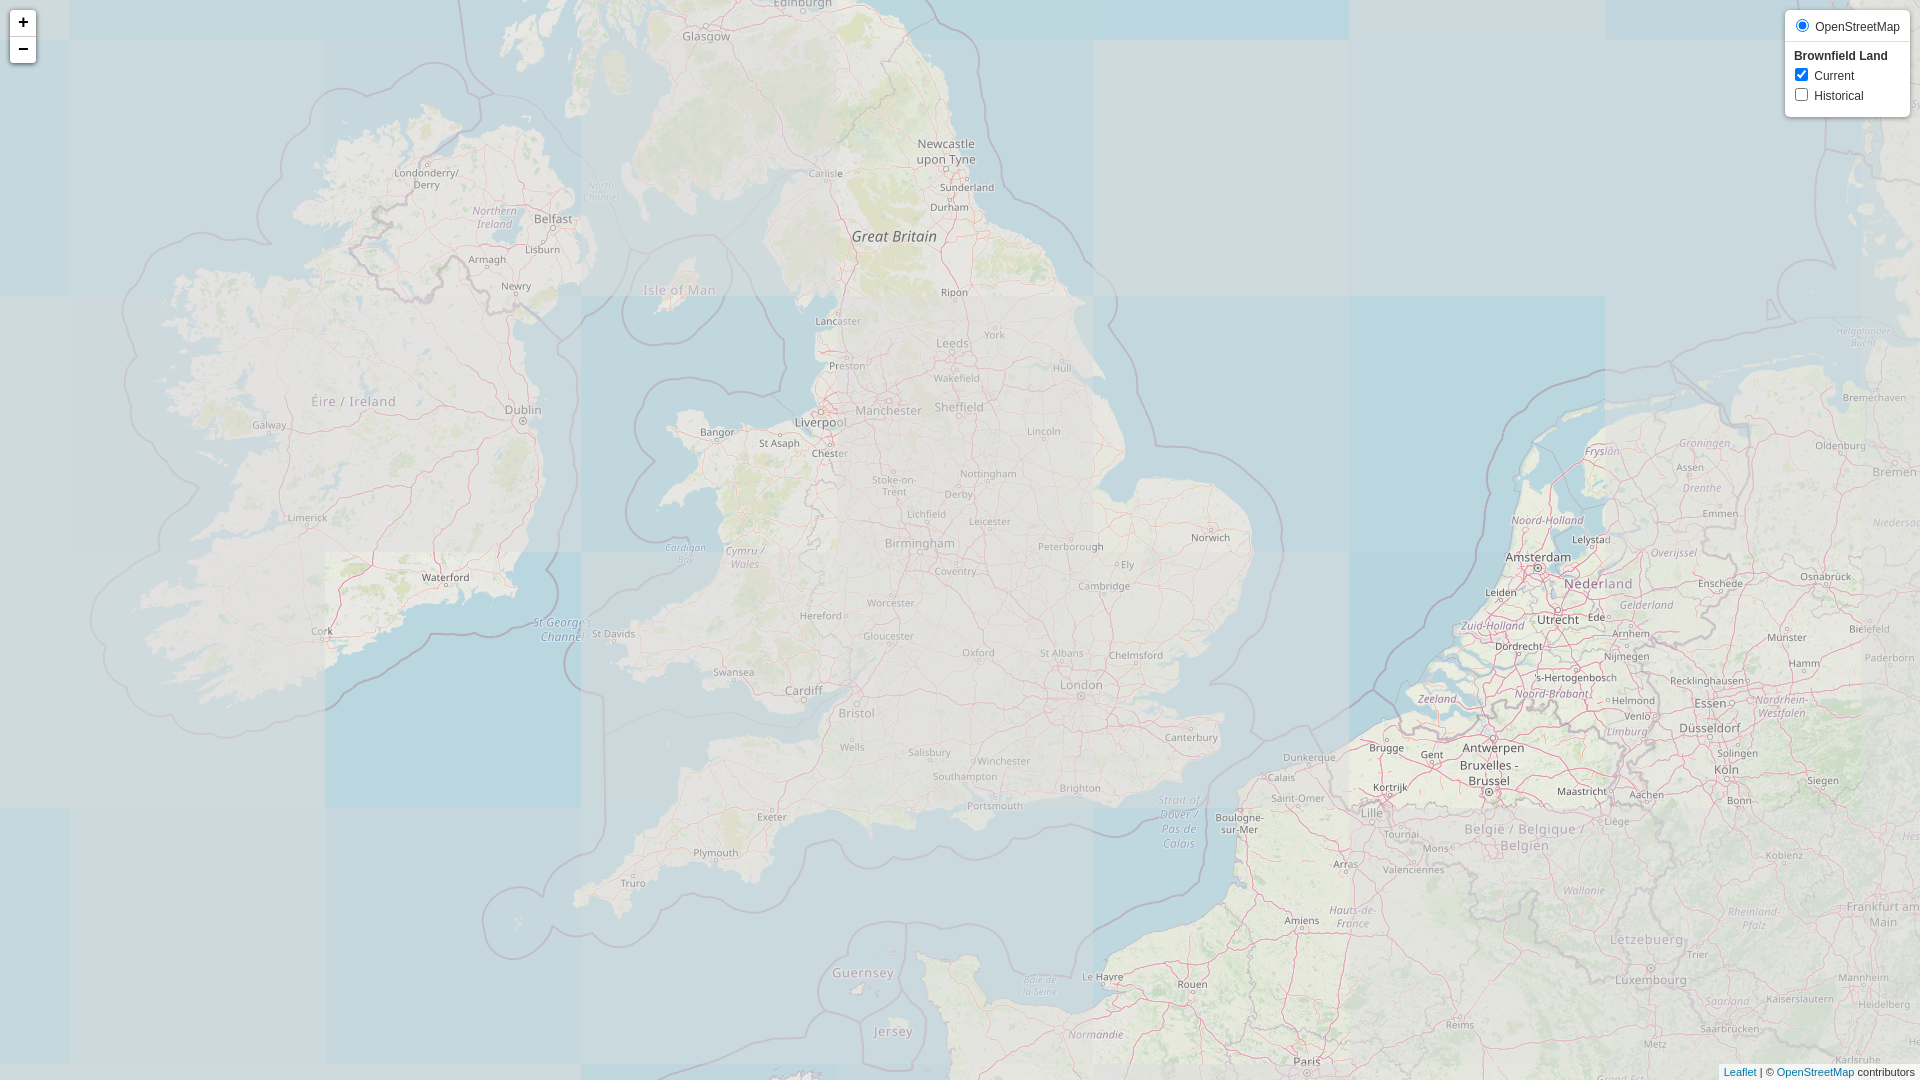 +
−
OpenStreetMap
Brownfield Land
Current
Historical
Edinburgh
Glasgow
Newcastle
upon Tyne
Sunderland
Carlisle
Durham
Londonderry/
Derry
North
Channel
Northern
Ireland
Belfast
Lisburn
Great Britain
Armagh
Newry
Isle of Man
Ripon
Lancaster
York
Leeds
Preston
Wakefield
Hull
Helgoländer
Bucht
Éire / Ireland
Dublin
Galway
Manchester
Sheffield
Liverpool
Bangor
St Asaph
Chester
Lincoln
Bremerhaven
Groningen
Oldenburg
Fryslân
Assen
Bremen
Stoke-on-
Trent
Nottingham
Derby
Drenthe
Limerick
Lichfield
Leicester
Emmen
Noord-Holland
Birmingham
Peterborough
Norwich
Lelystad
Cardigan
Bay
Cymru /
Wales
Amsterdam
Overijssel
Ely
Coventry
Waterford
Cambridge
Nederland
Enschede
Osnabrück
Leiden
Worcester
Gelderland
Hereford
Utrecht
Ede
St George's
Channel
Cork
St Davids
Gloucester
Zuid-Holland
Arnhem
Münster
Bielefeld
Oxford
St Albans
Chelmsford
Dordrecht
Nijmegen
Paderborn
Hamm
Swansea
Cardiff
London
's-Hertogenbosch
Recklinghausen
Zeeland
Noord-Brabant
Helmond
Essen
Nordrhein-
Westfalen
Bristol
Venlo
Düsseldorf
Limburg
Canterbury
Wells
Salisbury
Winchester
Dunkerque
Brugge
Gent
Antwerpen
Solingen
Bruxelles -
Brussel
Köln
Southampton
Calais
Siegen
Brighton
Kortrijk
Maastricht
Aachen
Bonn
Saint-Omer
Portsmouth
Strait of
Dover /
Pas de
Calais
Exeter
Boulogne-
sur-Mer
Lille
Liège
Tournai
België / Belgique /
Belgien
Mons
Plymouth
Arras
Valenciennes
Koblenz
Truro
Wallonie
Hauts-de-
France
Amiens
Rheinland-
Pfalz
Frankfurt am
Main
Lëtzebuerg
Trier
Guernsey
Baie de
la Seine
Le Havre
Rouen
Luxembourg
Mannheim
Saarland
Kaiserslautern
Heidelberg
Jersey
Normandie
Reims
Saarbrücken
Metz
Paris
Karlsruhe
Grand Est
Leaflet | © OpenStreetMap contributors